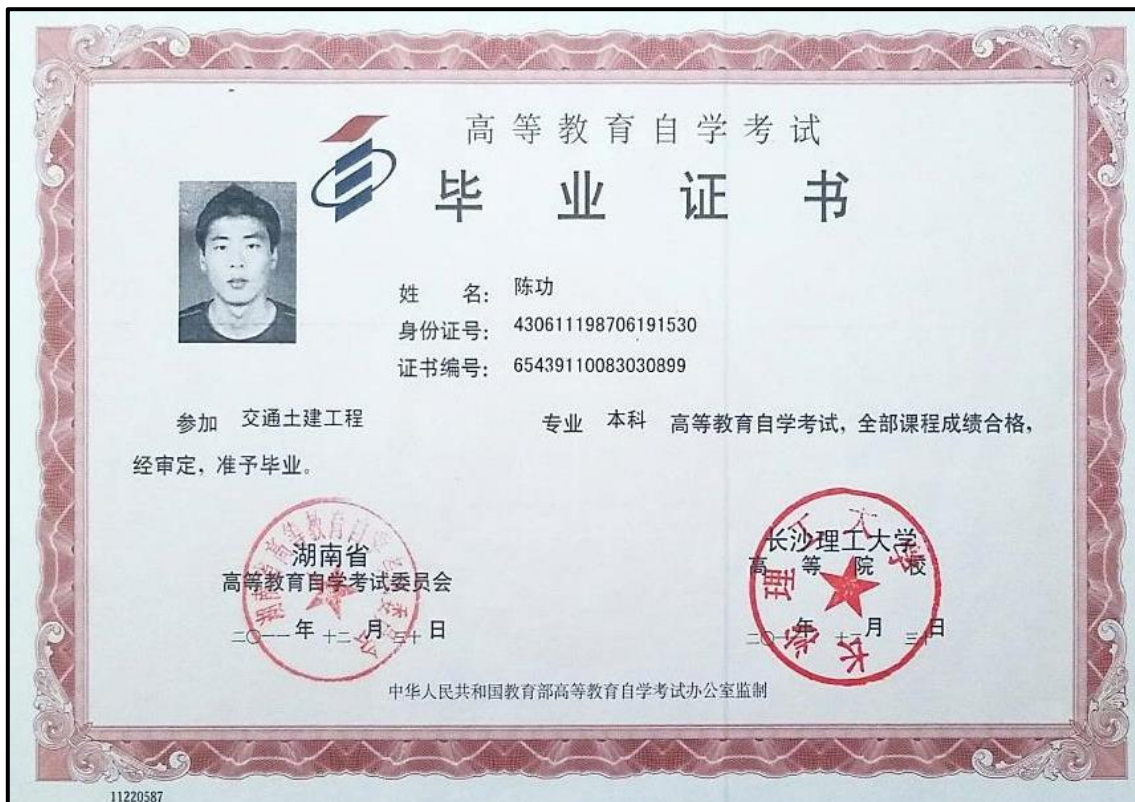 高等教育自学考试
毕业证书
姓 名： 陈功
身份证号： 430611198706191530
证书编号： 65439110083030899
参加 交通土建工程 专业 本科 高等教育自学考试，全部课程成绩合格，
经审定，准予毕业。
湖南省
高等教育自学考试委员会
二〇一一年 十二月 三十日
长沙理工大学
高等院校
长沙理工大学
中华人民共和国教育部高等教育自学考试办公室监制
11220587